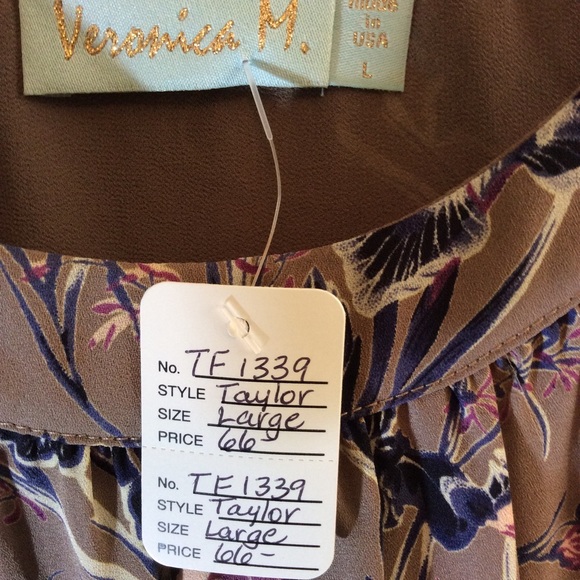 Veronica M.
MADE
IN
USA
L
No. TF1339
STYLE Taylor
SIZE Large
PRICE 66-
No. TF1339
STYLE Taylor
SIZE Large
PRICE 66-